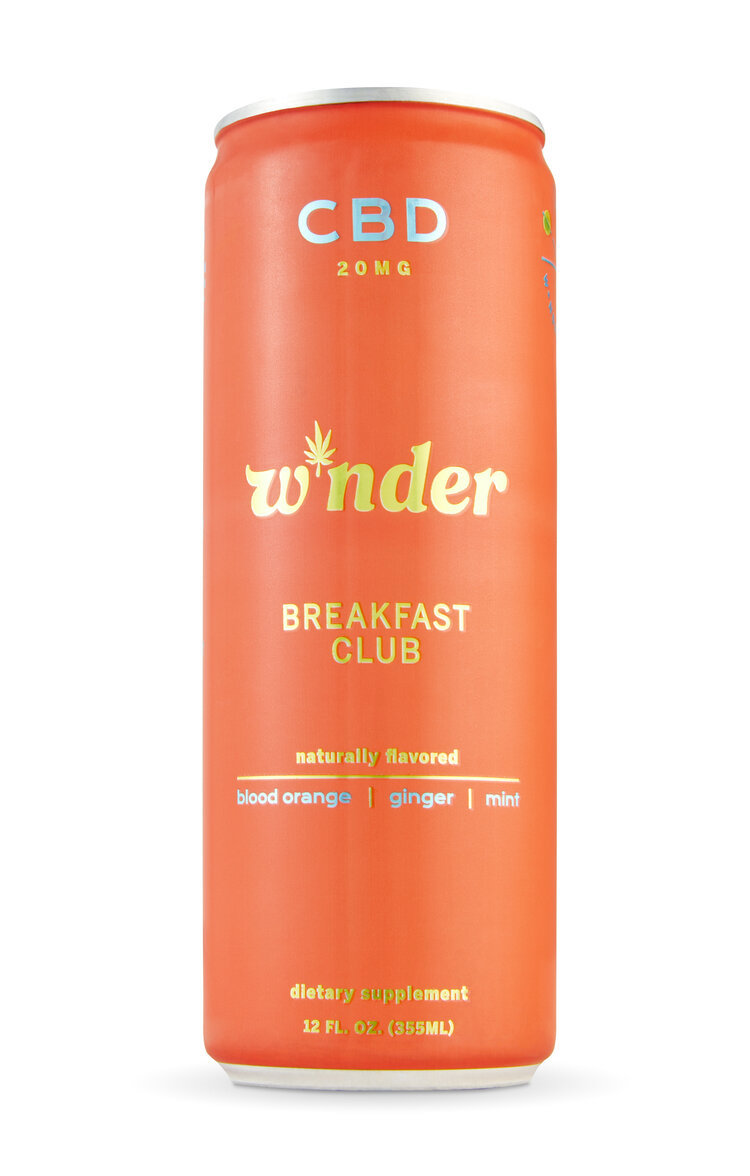 CBD
20MG
w nder
BREAKFAST
CLUB
naturally flavored
blood orange | ginger | mint
dietary supplement
12 FL. OZ. (355ML)